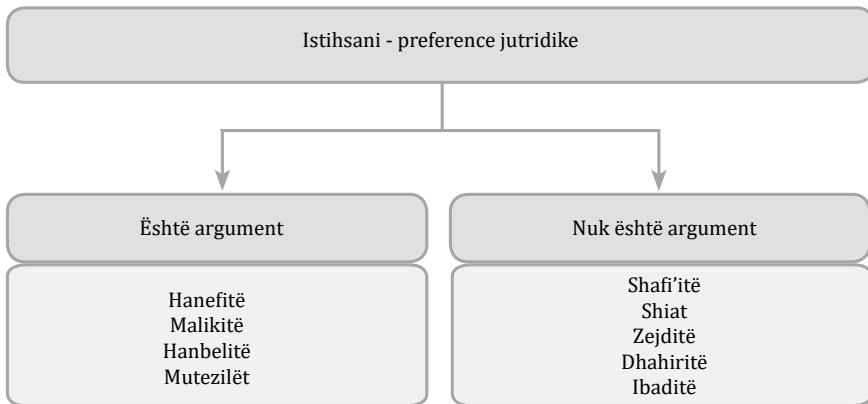 Istihsani - preference jutridike
Është argument
Nuk është argument
Hanefitë
Malikitë
Hanbelitë
Mutezilët
Shafi'itë
Shiat
Zejditë
Dhahiritë
Ibaditë